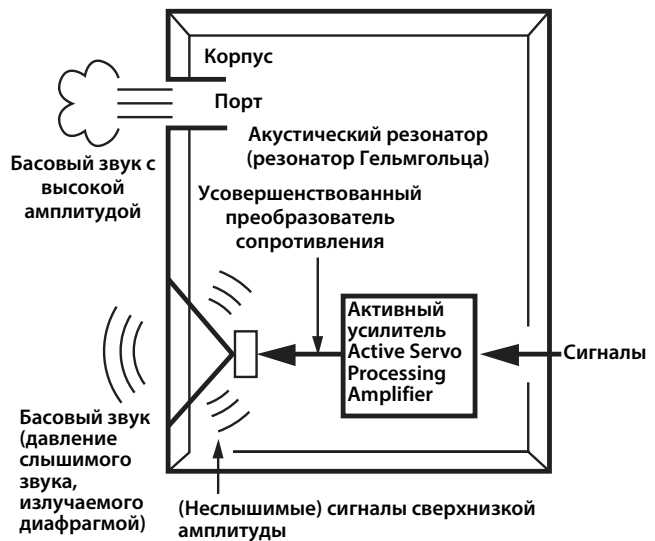 Корпус
Порт
Акустический резонатор
(резонатор Гельмгольца)
Басовый звук с
высокой
амплитудой
Усовершенствованный
преобразователь
сопротивления
Активный
усилитель
Active Servo
Processing
Amplifier
Сигналы
Басовый звук
(давление
слышимого
звука,
излучаемого
диафрагмой)
(Неслышимые) сигналы сверхнизкой
амплитуды